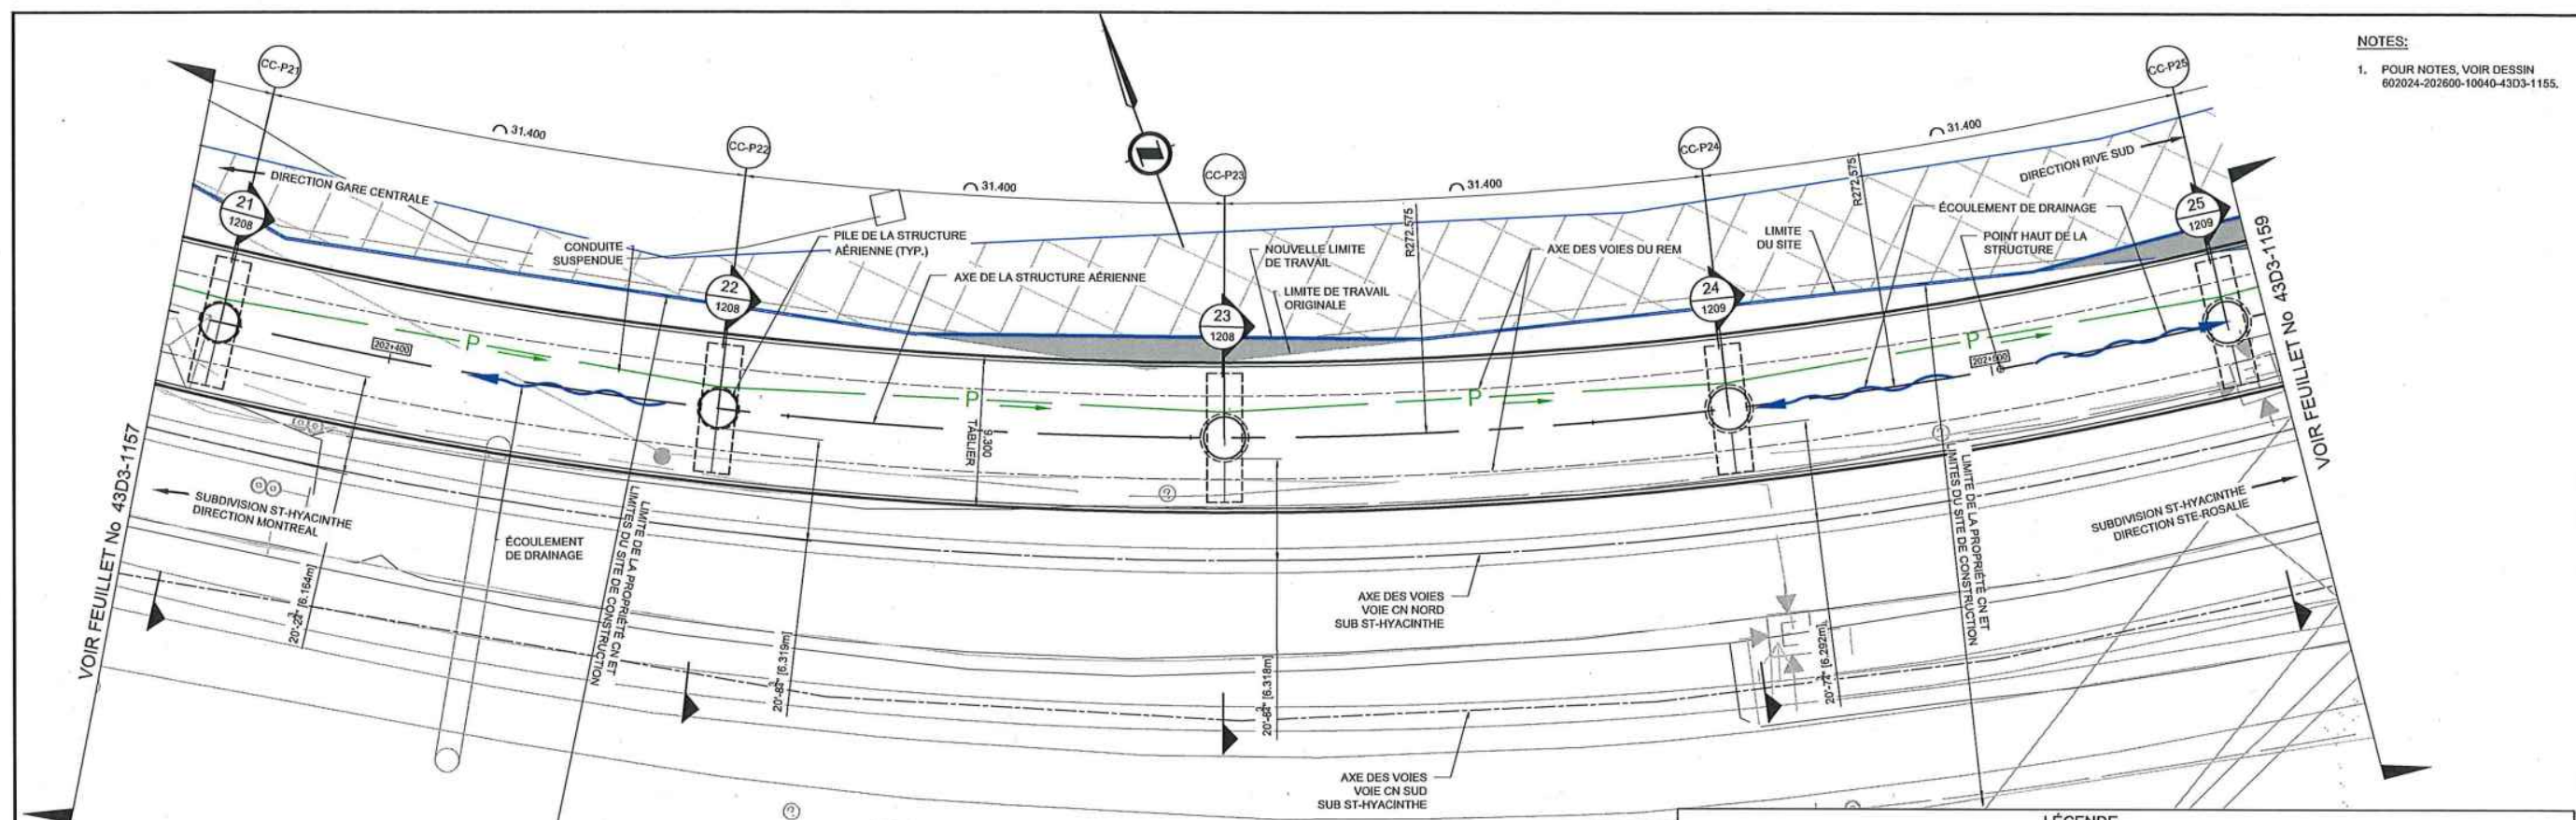 NOTES:
1. POUR NOTES, VOIR DESSIN
602024-202600-10040-43D3-1155.
CC-P21
CC-P22
CC-P23
CC-P24
CC-P25
31.400
31.400
31.400
31.400
DIRECTION GARE CENTRALE
DIRECTION RIVE SUD
21
1208
22
1208
23
1208
24
1209
25
1209
CONDUITE
SUSPENDUE
PILE DE LA STRUCTURE
AÉRIENNE (TYP.)
AXE DE LA STRUCTURE AÉRIENNE
NOUVELLE LIMITE
DE TRAVAIL
LIMITE DE TRAVAIL
ORIGINALE
R272.575
AXE DES VOIES DU REM
LIMITE
DU SITE
R272.575
ÉCOULEMENT DE DRAINAGE
POINT HAUT DE LA
STRUCTURE
202+400
P
P
P
P
202+500
9.300
TABLIER
VOIR FEUILLET No 43D3-1157
VOIR FEUILLET No 43D3-1159
SUBDIVISION ST-HYACINTHE
DIRECTION MONTREAL
ÉCOULEMENT
DE DRAINAGE
LIMITE DE LA PROPRIÉTÉ CN ET
LIMITES DU SITE DE CONSTRUCTION
[6.164m]
[6.319m]
[6.318m]
[6.292m]
AXE DES VOIES
VOIE CN NORD
SUB ST-HYACINTHE
LIMITE DE LA PROPRIÉTÉ CN ET
LIMITES DU SITE DE CONSTRUCTION
SUBDIVISION ST-HYACINTHE
DIRECTION STE-ROSALIE
AXE DES VOIES
VOIE CN SUD
SUB ST-HYACINTHE
LÉGENDE